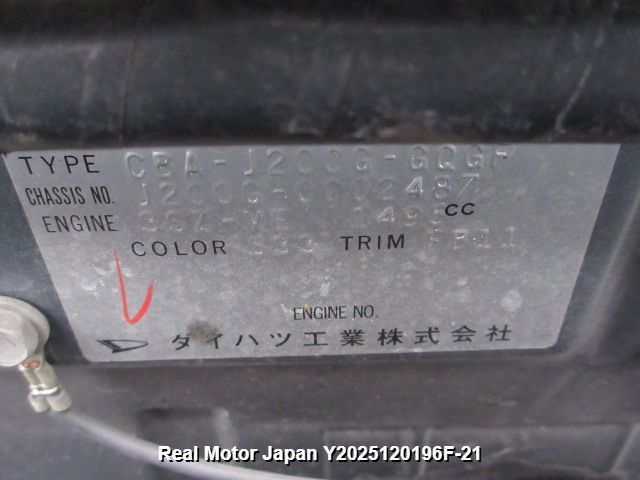 TYPE CBA-J200G-GQGF
CHASSIS NO. J200G-0002487
ENGINE 3SZ-VE 1495 CC
COLOR S33 TRIM FP11
ENGINE NO.
ダイハツ工業株式会社
Real Motor Japan Y2025120196F-21